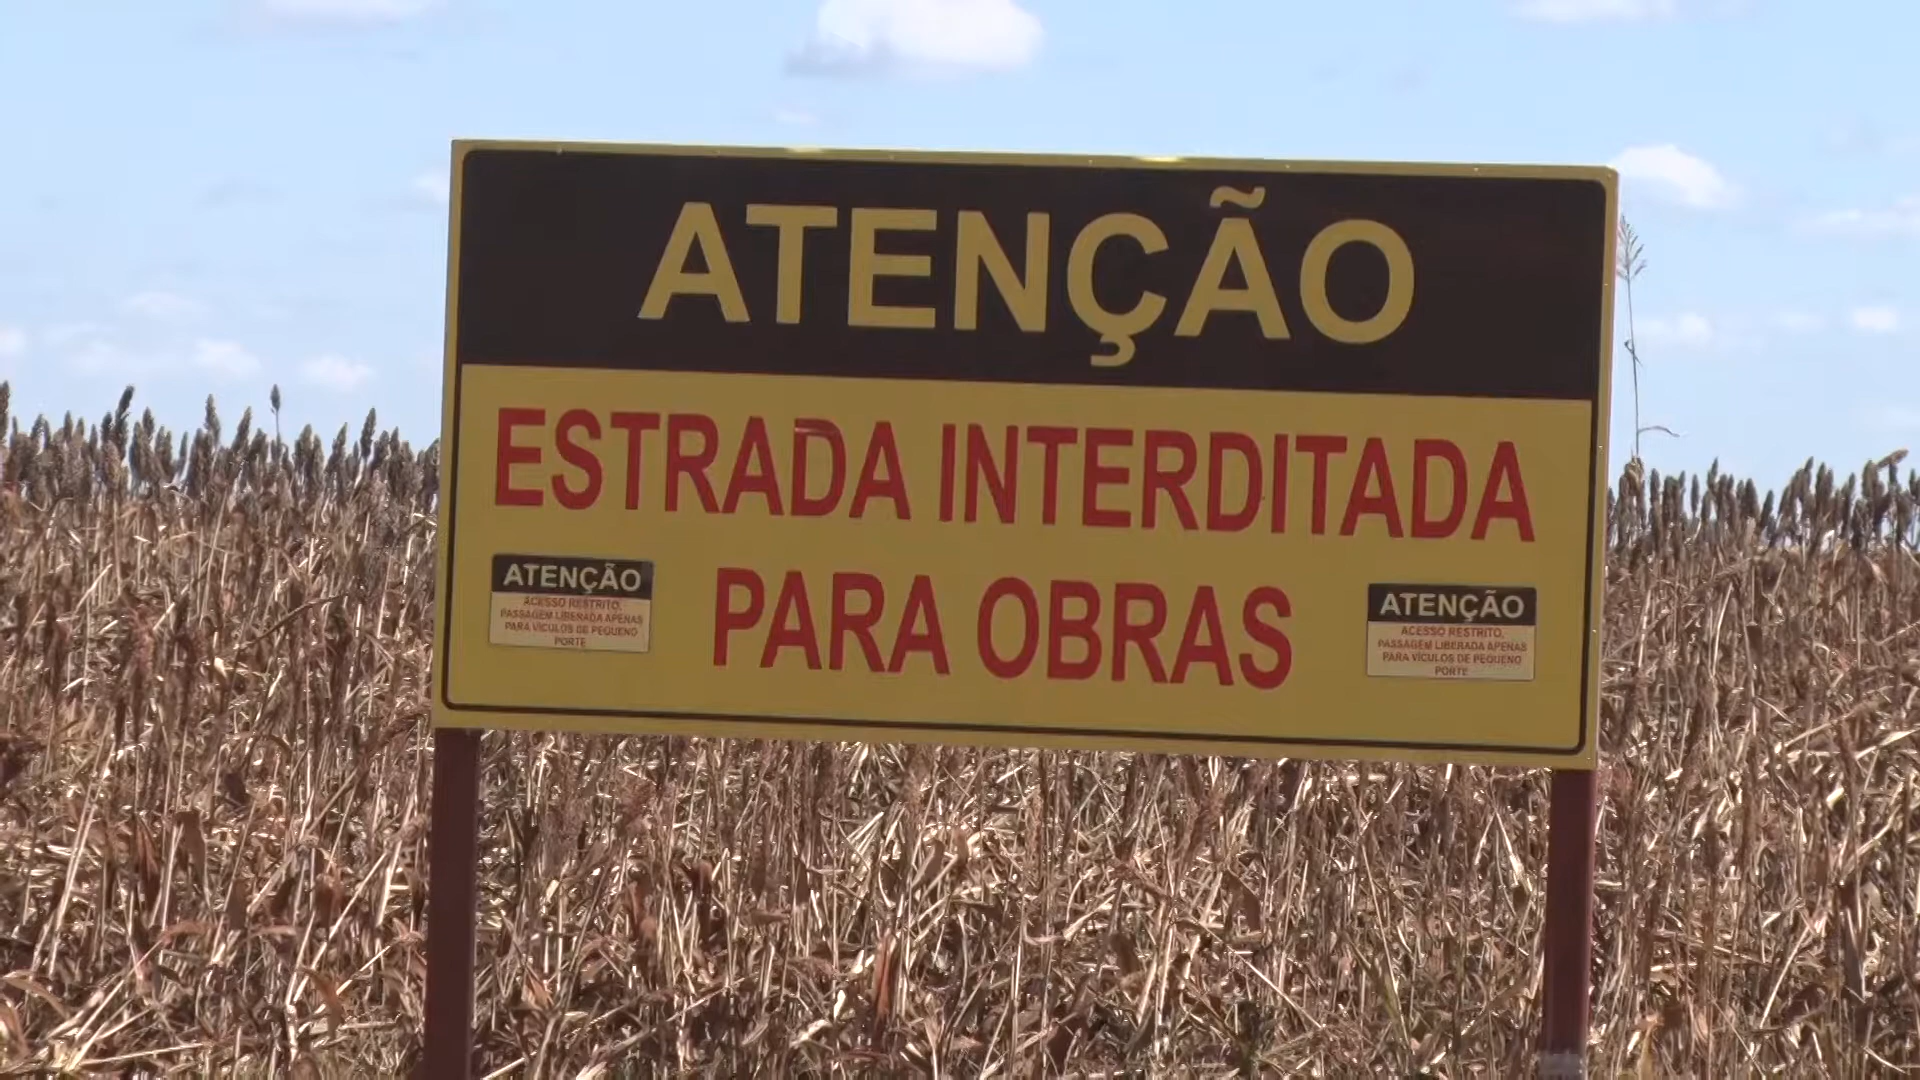 ATENÇÃO
ESTRADA INTERDITADA
PARA OBRAS
ATENÇÃO
ACESSO RESTRITO,
PASSAGEM LIBERADA APENAS
PARA VÍCULOS DE PEQUENO
PORTE
ATENÇÃO
ACESSO RESTRITO,
PASSAGEM LIBERADA APENAS
PARA VÍCULOS DE PEQUENO
PORTE